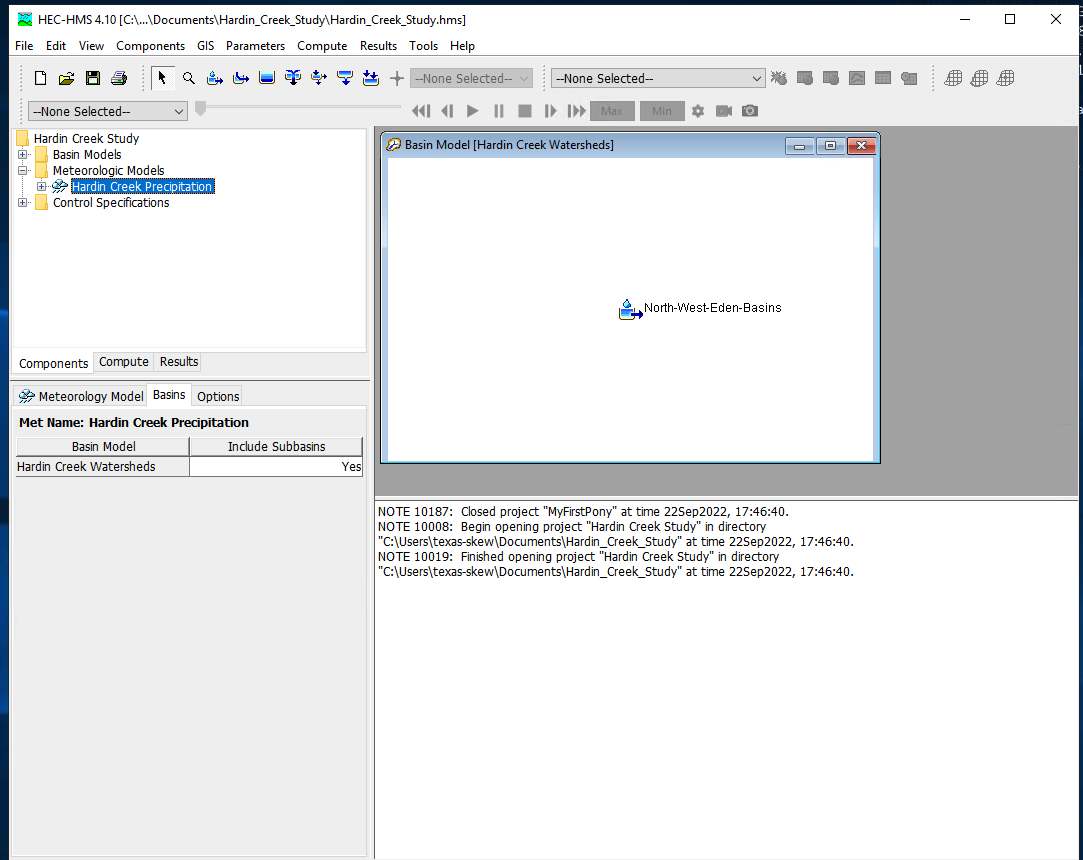 HEC-HMS 4.10 [C:\...\Documents\Hardin_Creek_Study\Hardin_Creek_Study.hms]
File Edit View Components GIS Parameters Compute Results Tools Help
--None Selected-- --None Selected--
--None Selected-- Max Min
Hardin Creek Study
Basin Models
Meteorologic Models
Hardin Creek Precipitation
Control Specifications
Components Compute Results
Meteorology Model Basins Options
Met Name: Hardin Creek Precipitation
Basin Model Include Subbasins
Hardin Creek Watersheds Yes
Basin Model [Hardin Creek Watersheds]
North-West-Eden-Basins
NOTE 10187: Closed project "MyFirstPony" at time 22Sep2022, 17:46:40.
NOTE 10008: Begin opening project "Hardin Creek Study" in directory
"C:\Users\texas-skew\Documents\Hardin_Creek_Study" at time 22Sep2022, 17:46:40.
NOTE 10019: Finished opening project "Hardin Creek Study" in directory
"C:\Users\texas-skew\Documents\Hardin_Creek_Study" at time 22Sep2022, 17:46:40.